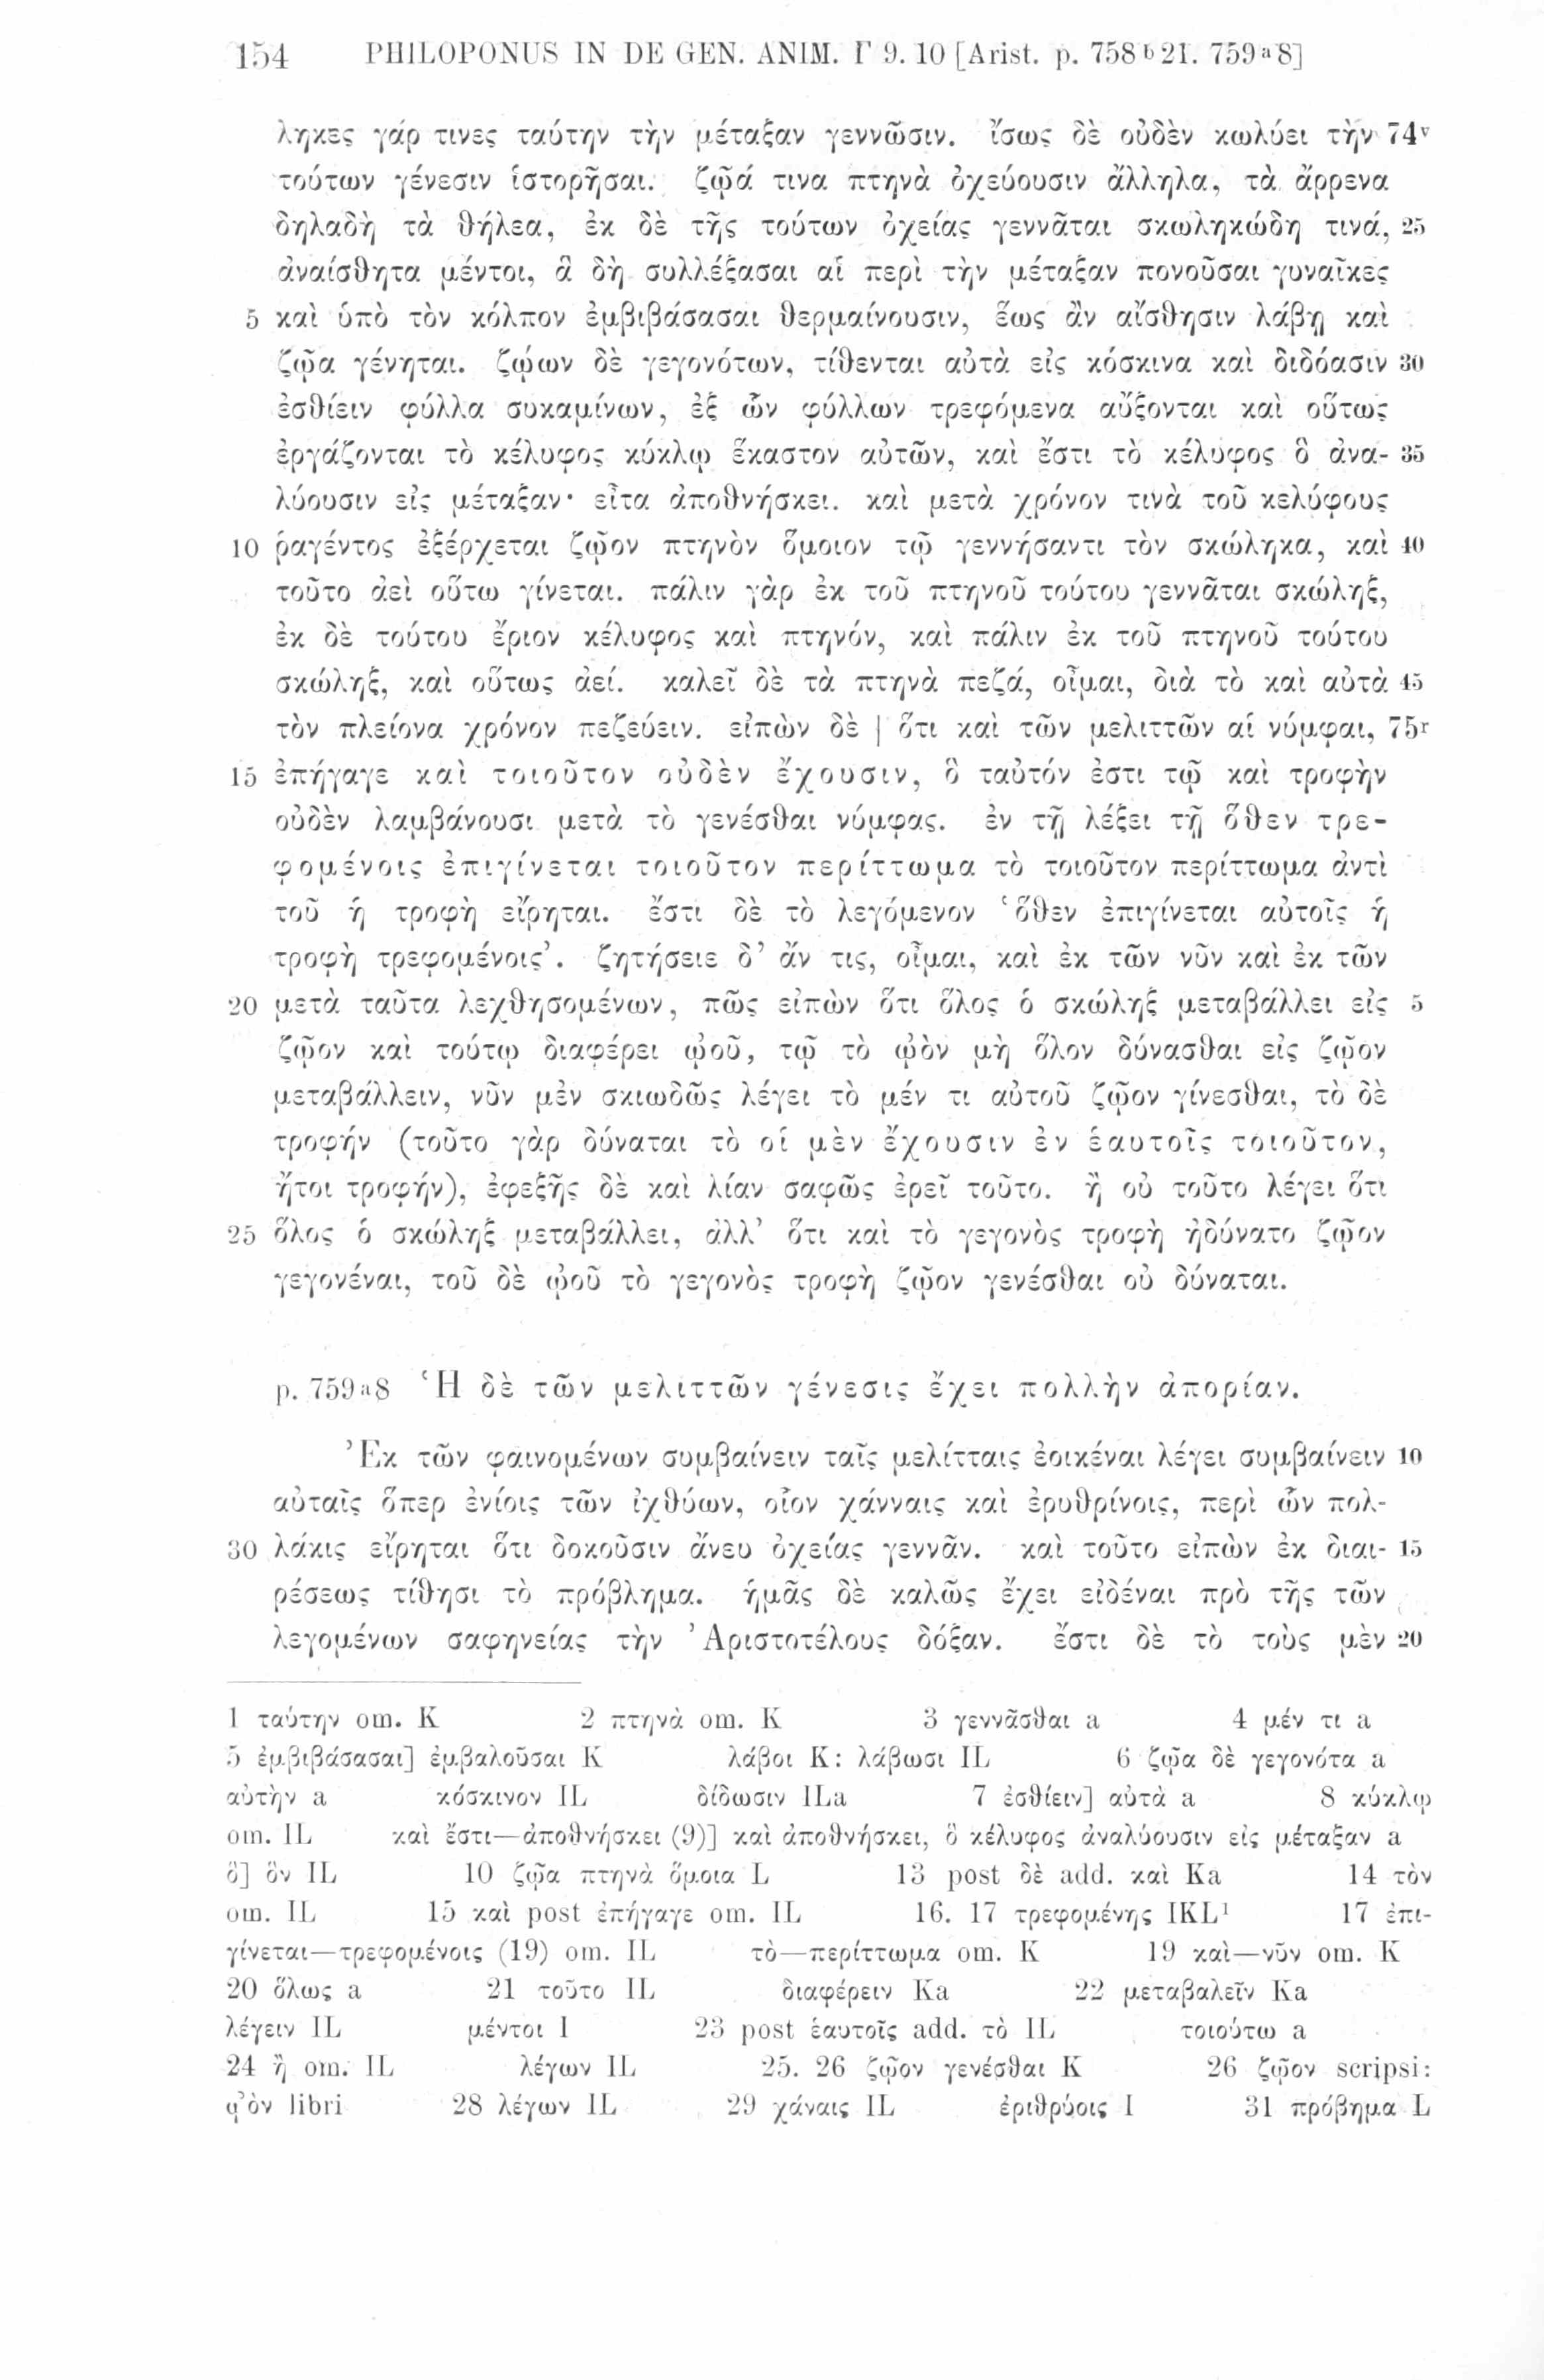 154 PHILOPONUS IN DE GEN. ANIM. Γ 9. 10 [Arist. p. 758 b 21. 759 a 8]
ληκες γάρ τινες ταύτην τὴν μέταξαν γεννῶσιν. ἴσως δὲ οὐδὲν κωλύει τὴν 74v
τούτων γένεσιν ἱστορῆσαι. ζῷά τινα πτηνὰ ὀχεύουσιν ἄλληλα, τὰ ἄρρενα
δηλαδὴ τὰ θήλεα, ἐκ δὲ τῆς τούτων ὀχείας γεννᾶται σκωληκώδη τινά, 25
ἀναίσθητα μέντοι, ἃ δὴ συλλέξασαι αἱ περὶ τὴν μέταξαν πονοῦσαι γυναῖκες
5 καὶ ὑπὸ τὸν κόλπον ἐμβιβάσασαι θερμαίνουσιν, ἕως ἂν αἴσθησιν λάβῃ καὶ
ζῷα γένηται. ζῴων δὲ γεγονότων, τίθενται αὐτὰ εἰς κόσκινα καὶ διδόασιν 30
ἐσθίειν φύλλα συκαμίνων, ἐξ ὧν φύλλων τρεφόμενα αὔξονται καὶ οὕτως
ἐργάζονται τὸ κέλυφος κύκλῳ ἕκαστον αὐτῶν, καὶ ἔστι τὸ κέλυφος ὃ ἀνα- 35
λύουσιν εἰς μέταξαν· εἶτα ἀποθνήσκει. καὶ μετὰ χρόνον τινὰ τοῦ κελύφους
10 ῥαγέντος ἐξέρχεται ζῷον πτηνὸν ὅμοιον τῷ γεννήσαντι τὸν σκώληκα, καὶ 40
τοῦτο ἀεὶ οὕτω γίνεται. πάλιν γὰρ ἐκ τοῦ πτηνοῦ τούτου γεννᾶται σκώληξ,
ἐκ δὲ τούτου ἔριον κέλυφος καὶ πτηνόν, καὶ πάλιν ἐκ τοῦ πτηνοῦ τούτου
σκώληξ, καὶ οὕτως ἀεί. καλεῖ δὲ τὰ πτηνὰ πεζά, οἶμαι, διὰ τὸ καὶ αὐτὰ 45
τὸν πλείονα χρόνον πεζεύειν. εἰπὼν δὲ | ὅτι καὶ τῶν μελιττῶν αἱ νύμφαι, 75r
15 ἐπήγαγε καὶ τοιοῦτον οὐδὲν ἔχουσιν, ὃ ταὐτόν ἐστι τῷ καὶ τροφὴν
οὐδὲν λαμβάνουσι μετὰ τὸ γενέσθαι νύμφας. ἐν τῇ λέξει τῇ ὅθεν τρε-
φομένοις ἐπιγίνεται τοιοῦτον περίττωμα τὸ τοιοῦτον περίττωμα ἀντὶ
τοῦ ἡ τροφὴ εἴρηται. ἔστι δὲ τὸ λεγόμενον ‘ὅθεν ἐπιγίνεται αὐτοῖς ἡ
τροφὴ τρεφομένοις’. ζητήσειε δ’ ἄν τις, οἶμαι, καὶ ἐκ τῶν νῦν καὶ ἐκ τῶν
20 μετὰ ταῦτα λεχθησομένων, πῶς εἰπὼν ὅτι ὅλος ὁ σκώληξ μεταβάλλει εἰς 5
ζῷον καὶ τούτῳ διαφέρει ᾠοῦ, τῷ τὸ ᾠὸν μὴ ὅλον δύνασθαι εἰς ζῷον
μεταβάλλειν, νῦν μὲν σκιωδῶς λέγει τὸ μέν τι αὐτοῦ ζῷον γίνεσθαι, τὸ δὲ
τροφήν (τοῦτο γὰρ δύναται τὸ οἱ μὲν ἔχουσιν ἐν ἑαυτοῖς τοιοῦτον,
ἤτοι τροφήν), ἐφεξῆς δὲ καὶ λίαν σαφῶς ἐρεῖ τοῦτο. ἢ οὐ τοῦτο λέγει ὅτι
25 ὅλος ὁ σκώληξ μεταβάλλει, ἀλλ’ ὅτι καὶ τὸ γεγονὸς τροφὴ ἠδύνατο ζῷον
γεγονέναι, τοῦ δὲ ᾠοῦ τὸ γεγονὸς τροφὴ ζῷον γενέσθαι οὐ δύναται.
p. 759 a 8 Ἡ δὲ τῶν μελιττῶν γένεσις ἔχει πολλὴν ἀπορίαν.
Ἐκ τῶν φαινομένων συμβαίνειν ταῖς μελίτταις ἐοικέναι λέγει συμβαίνειν 10
αὐταῖς ὅπερ ἐνίοις τῶν ἰχθύων, οἷον χάνναις καὶ ἐρυθρίνοις, περὶ ὧν πολ-
30 λάκις εἴρηται ὅτι δοκοῦσιν ἄνευ ὀχείας γεννᾶν. καὶ τοῦτο εἰπὼν ἐκ διαι- 15
ρέσεως τίθησι τὸ πρόβλημα. ἡμᾶς δὲ καλῶς ἔχει εἰδέναι πρὸ τῆς τῶν
λεγομένων σαφηνείας τὴν Ἀριστοτέλους δόξαν. ἔστι δὲ τὸ τοὺς μὲν 20
1 ταύτην om. K 2 πτηνὰ om. K 3 γεννᾶσθαι a 4 μέν τι a
5 ἐμβιβάσασαι] ἐμβαλοῦσαι K λάβοι K: λάβωσι IL 6 ζῷα δὲ γεγονότα a
αὐτὴν a κόσκινον IL δίδωσιν ILa 7 ἐσθίειν] αὐτὰ a 8 κύκλῳ
om. IL καὶ ἔστι—ἀποθνήσκει (9)] καὶ ἀποθνήσκει, ὃ κέλυφος ἀναλύουσιν εἰς μέταξαν a
ὃ] ὃν IL 10 ζῷα πτηνὰ ὅμοια L 13 post δὲ add. καὶ Ka 14 τὸν
om. IL 15 καὶ post ἐπήγαγε om. IL 16. 17 τρεφομένης IKL¹ 17 ἐπι-
γίνεται—τρεφομένοις (19) om. IL τὸ—περίττωμα om. K 19 καὶ—νῦν om. K
20 ὅλως a 21 τοῦτο IL διαφέρειν Ka 22 μεταβαλεῖν Ka
λέγειν IL μέντοι I 23 post ἑαυτοῖς add. τὸ IL τοιούτω a
24 ἢ om. IL λέγων IL 25. 26 ζῷον γενέσθαι K 26 ζῷον scripsi:
ᾠὸν libri 28 λέγων IL 29 χάναις IL ἐριθρύοις I 31 πρόβημα L